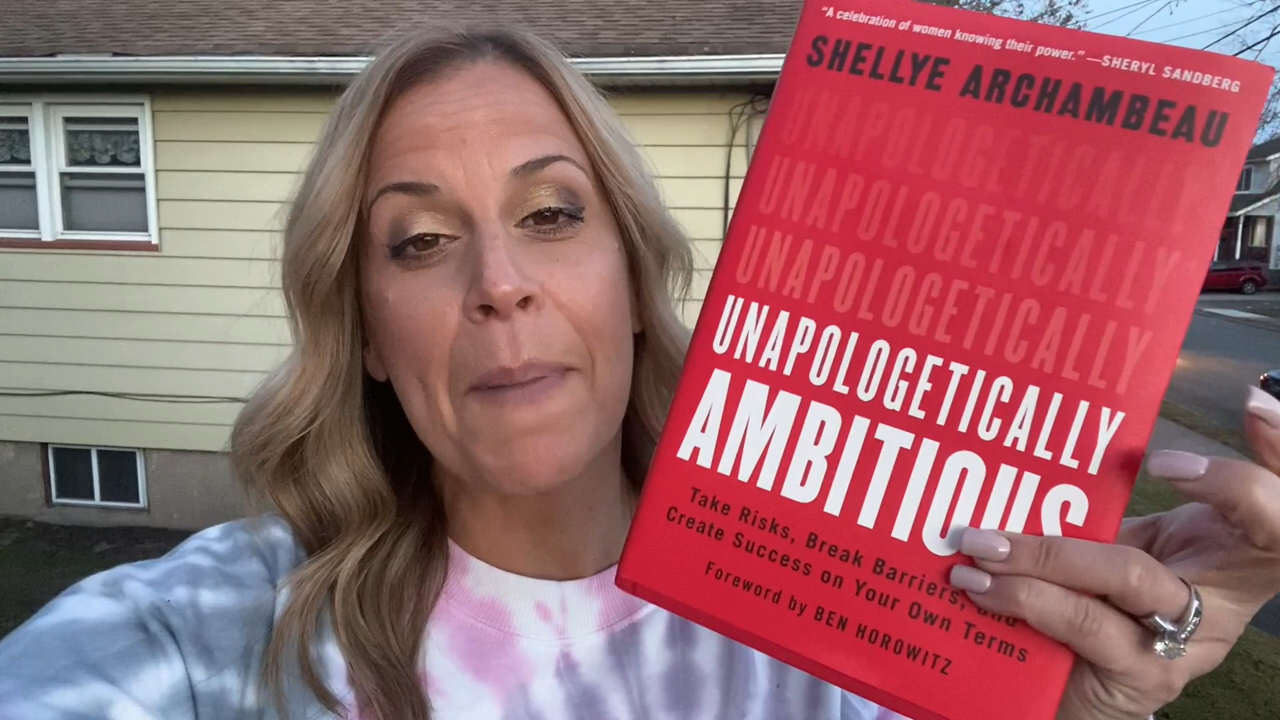 "A celebration of women knowing their power." —SHERYL SANDBERG
SHELLYE ARCHAMBEAU
UNAPOLOGETICALLY
UNAPOLOGETICALLY
UNAPOLOGETICALLY
UNAPOLOGETICALLY
AMBITIOUS
Take Risks, Break Barriers, and
Create Success on Your Own Terms
Foreword by BEN HOROWITZ